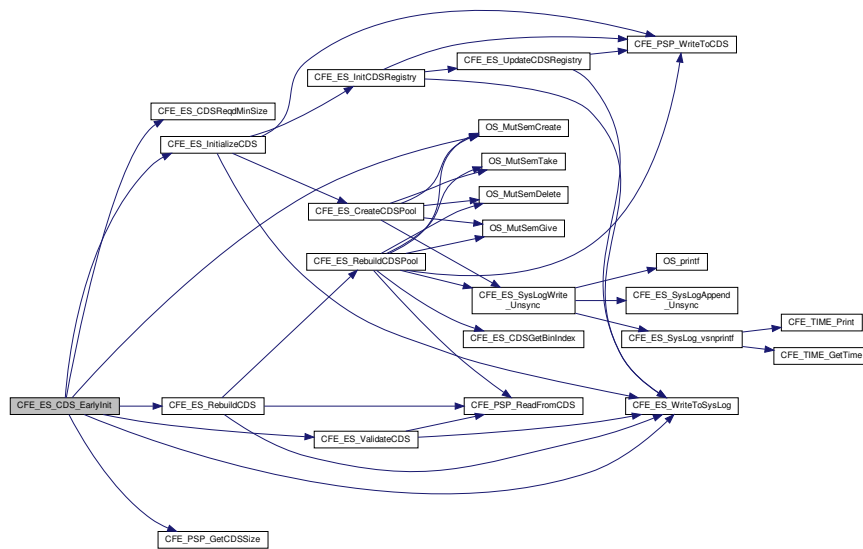 CFE_PSP_WriteToCDS
CFE_ES_UpdateCDSRegistry
CFE_ES_InitCDSRegistry
CFE_ES_CDSReqdMinSize
OS_MutSemCreate
CFE_ES_InitializeCDS
OS_MutSemTake
OS_MutSemDelete
CFE_ES_CreateCDSPool
OS_MutSemGive
CFE_ES_RebuildCDSPool
OS_printf
CFE_ES_SysLogWrite
_Unsync
CFE_ES_SysLogAppend
_Unsync
CFE_TIME_Print
CFE_ES_CDSGetBinIndex
CFE_ES_SysLog_vsnprintf
CFE_TIME_GetTime
CFE_ES_CDS_EarlyInit
CFE_ES_RebuildCDS
CFE_PSP_ReadFromCDS
CFE_ES_WriteToSysLog
CFE_ES_ValidateCDS
CFE_PSP_GetCDSSize